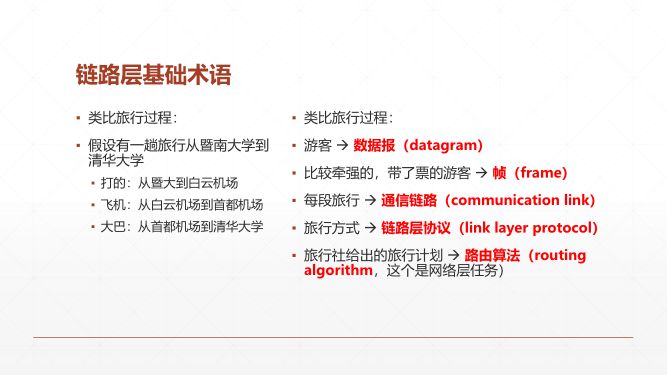 链路层基础术语
▪ 类比旅行过程：
▪ 假设有一趟旅行从暨南大学到
清华大学
▪ 打的：从暨大到白云机场
▪ 飞机：从白云机场到首都机场
▪ 大巴：从首都机场到清华大学
▪ 类比旅行过程：
▪ 游客 → 数据报（datagram）
▪ 比较牵强的，带了票的游客 → 帧（frame）
▪ 每段旅行 → 通信链路（communication link）
▪ 旅行方式 → 链路层协议（link layer protocol）
▪ 旅行社给出的旅行计划 → 路由算法（routing
algorithm，这个是网络层任务）